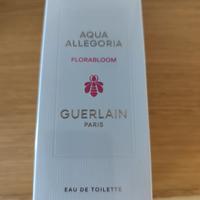 AQUA
ALLEGORIA
FLORABLOOM
GUERLAIN
PARIS
EAU DE TOILETTE